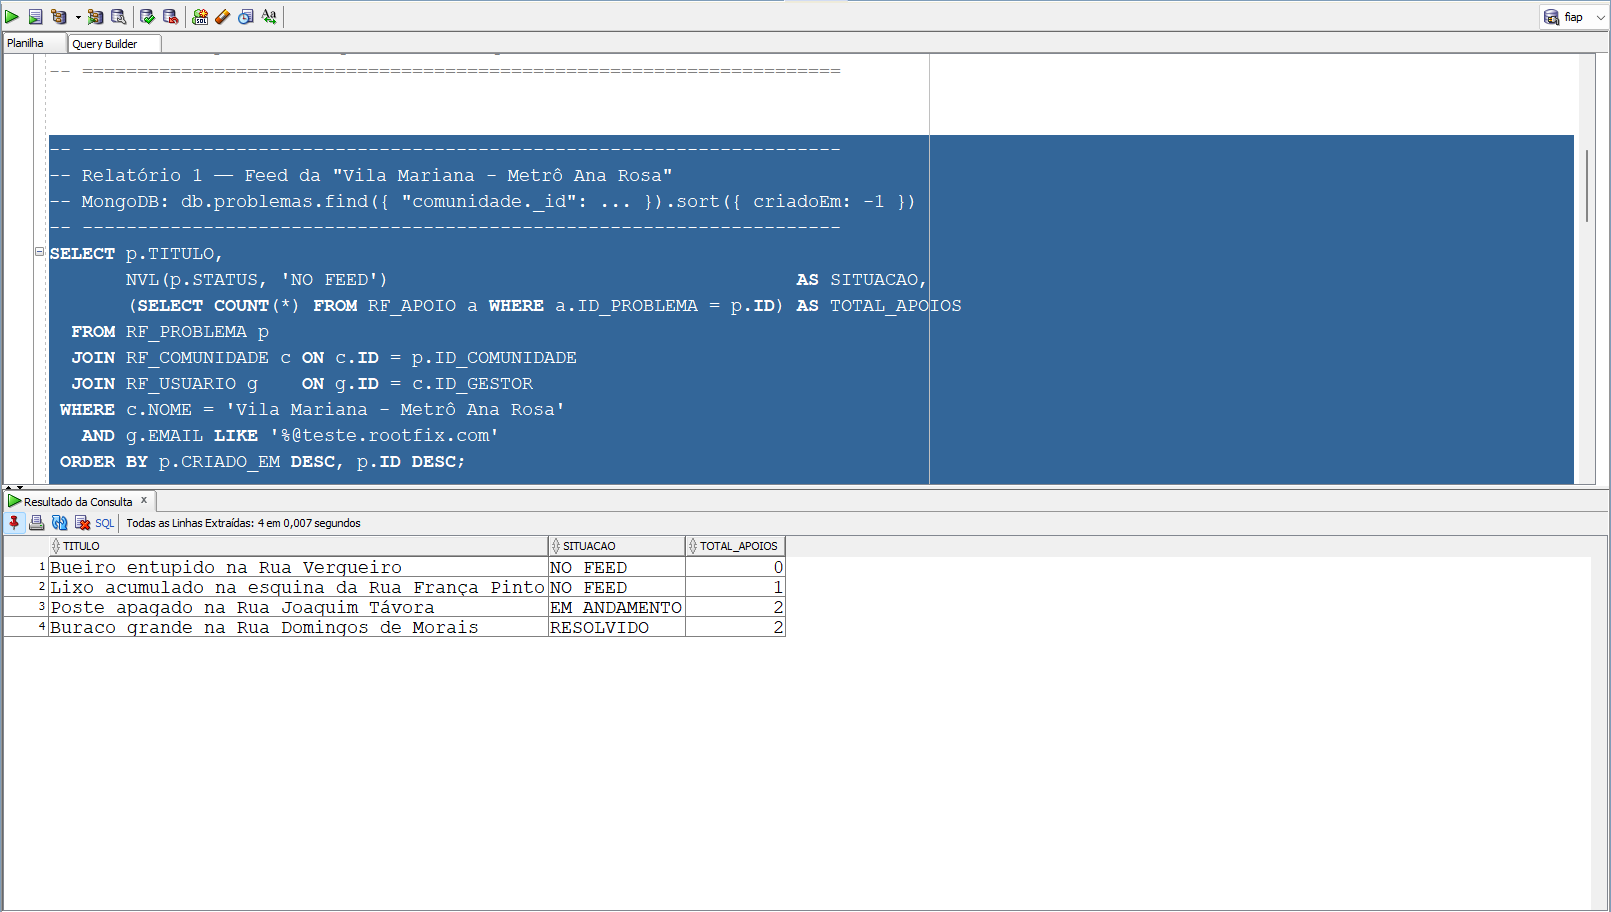 fiap
Planilha
Query Builder
-- =====================================================================
-- ---------------------------------------------------------------------
-- Relatório 1 — Feed da "Vila Mariana - Metrô Ana Rosa"
-- MongoDB: db.problemas.find({ "comunidade._id": ... }).sort({ criadoEm: -1 })
-- ---------------------------------------------------------------------
SELECT p.TITULO,
NVL(p.STATUS, 'NO FEED') AS SITUACAO,
(SELECT COUNT(*) FROM RF_APOIO a WHERE a.ID_PROBLEMA = p.ID) AS TOTAL_APOIOS
FROM RF_PROBLEMA p
JOIN RF_COMUNIDADE c ON c.ID = p.ID_COMUNIDADE
JOIN RF_USUARIO g ON g.ID = c.ID_GESTOR
WHERE c.NOME = 'Vila Mariana - Metrô Ana Rosa'
AND g.EMAIL LIKE '%@teste.rootfix.com'
ORDER BY p.CRIADO_EM DESC, p.ID DESC;
Resultado da Consulta x
SQL Todas as Linhas Extraídas: 4 em 0,007 segundos
TITULO SITUACAO TOTAL_APOIOS
1 Bueiro entupido na Rua Vergueiro NO FEED 0
2 Lixo acumulado na esquina da Rua França Pinto NO FEED 1
3 Poste apagado na Rua Joaquim Távora EM ANDAMENTO 2
4 Buraco grande na Rua Domingos de Morais RESOLVIDO 2